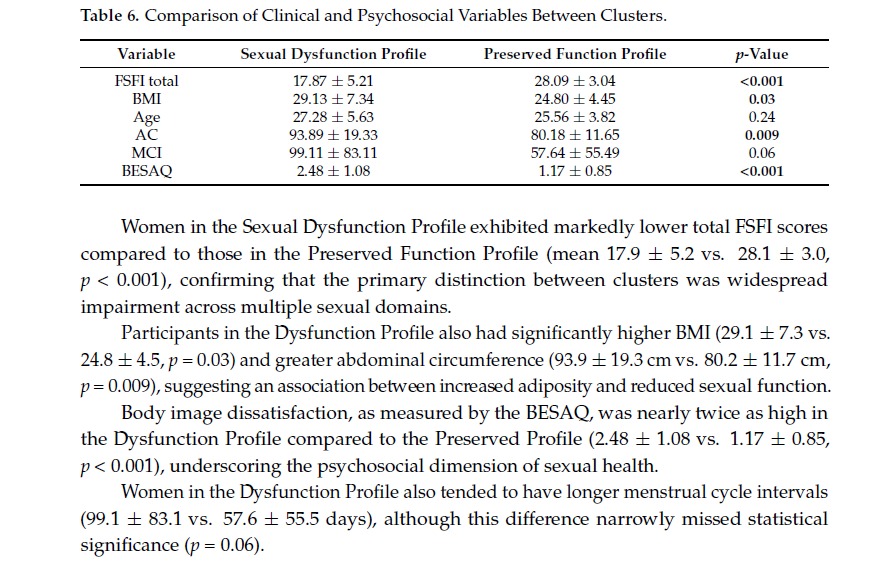 Table 6. Comparison of Clinical and Psychosocial Variables Between Clusters.
Variable Sexual Dysfunction Profile Preserved Function Profile p-Value
FSFI total 17.87 ± 5.21 28.09 ± 3.04 <0.001
BMI 29.13 ± 7.34 24.80 ± 4.45 0.03
Age 27.28 ± 5.63 25.56 ± 3.82 0.24
AC 93.89 ± 19.33 80.18 ± 11.65 0.009
MCI 99.11 ± 83.11 57.64 ± 55.49 0.06
BESAQ 2.48 ± 1.08 1.17 ± 0.85 <0.001
Women in the Sexual Dysfunction Profile exhibited markedly lower total FSFI scores
compared to those in the Preserved Function Profile (mean 17.9 ± 5.2 vs. 28.1 ± 3.0,
p < 0.001), confirming that the primary distinction between clusters was widespread
impairment across multiple sexual domains.
Participants in the Dysfunction Profile also had significantly higher BMI (29.1 ± 7.3 vs.
24.8 ± 4.5, p = 0.03) and greater abdominal circumference (93.9 ± 19.3 cm vs. 80.2 ± 11.7 cm,
p = 0.009), suggesting an association between increased adiposity and reduced sexual function.
Body image dissatisfaction, as measured by the BESAQ, was nearly twice as high in
the Dysfunction Profile compared to the Preserved Profile (2.48 ± 1.08 vs. 1.17 ± 0.85,
p < 0.001), underscoring the psychosocial dimension of sexual health.
Women in the Dysfunction Profile also tended to have longer menstrual cycle intervals
(99.1 ± 83.1 vs. 57.6 ± 55.5 days), although this difference narrowly missed statistical
significance (p = 0.06).